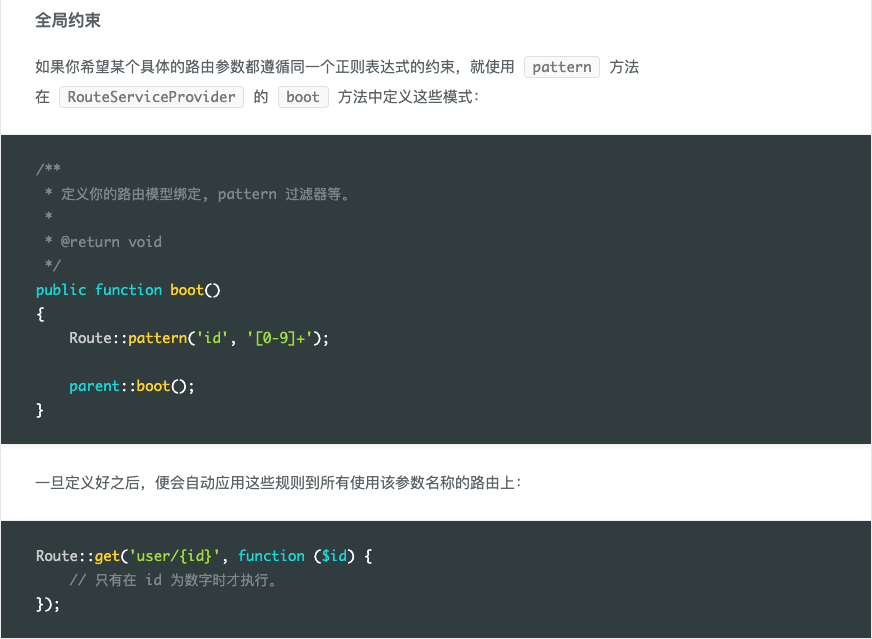 全局约束
如果你希望某个具体的路由参数都遵循同一个正则表达式的约束，就使用 pattern 方法
在 RouteServiceProvider 的 boot 方法中定义这些模式：
/**
 * 定义你的路由模型绑定, pattern 过滤器等。
 *
 * @return void
 */
public function boot()
{
    Route::pattern('id', '[0-9]+');

    parent::boot();
}
一旦定义好之后，便会自动应用这些规则到所有使用该参数名称的路由上：
Route::get('user/{id}', function ($id) {
    // 只有在 id 为数字时才执行。
});